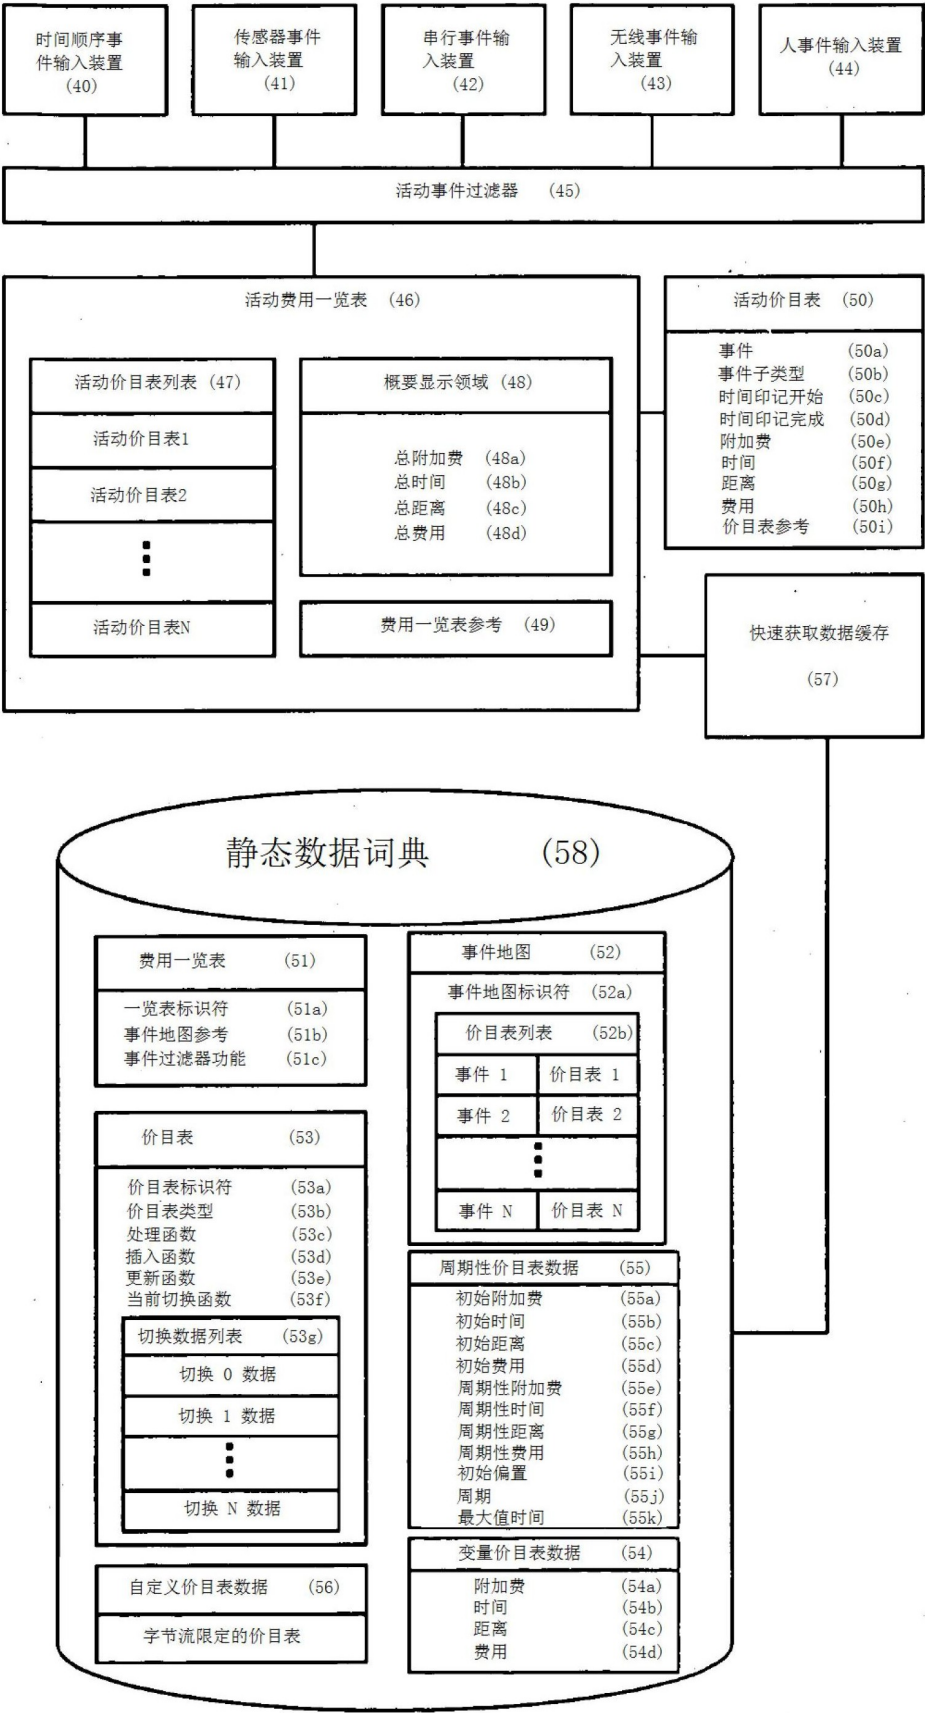 时间顺序事
件输入装置
(40)
传感器事件
输入装置
(41)
串行事件输
入装置
(42)
无线事件输
入装置
(43)
人事件输入装置
(44)
活动事件过滤器 (45)
活动费用一览表 (46)
活动价目表列表 (47)
活动价目表1
活动价目表2
活动价目表N
概要显示领域 (48)
总附加费 (48a)
总时间 (48b)
总距离 (48c)
总费用 (48d)
费用一览表参考 (49)
活动价目表 (50)
事件 (50a)
事件子类型 (50b)
时间印记开始 (50c)
时间印记完成 (50d)
附加费 (50e)
时间 (50f)
距离 (50g)
费用 (50h)
价目表参考 (50i)
快速获取数据缓存
(57)
静态数据词典 (58)
费用一览表 (51)
一览表标识符 (51a)
事件地图参考 (51b)
事件过滤器功能 (51c)
价目表 (53)
价目表标识符 (53a)
价目表类型 (53b)
处理函数 (53c)
插入函数 (53d)
更新函数 (53e)
当前切换函数 (53f)
切换数据列表 (53g)
切换 0 数据
切换 1 数据
切换 N 数据
自定义价目表数据 (56)
字节流限定的价目表
事件地图 (52)
事件地图标识符 (52a)
价目表列表 (52b)
事件 1 价目表 1
事件 2 价目表 2
事件 N 价目表 N
周期性价目表数据 (55)
初始附加费 (55a)
初始时间 (55b)
初始距离 (55c)
初始费用 (55d)
周期性附加费 (55e)
周期性时间 (55f)
周期性距离 (55g)
周期性费用 (55h)
初始偏置 (55i)
周期 (55j)
最大值时间 (55k)
变量价目表数据 (54)
附加费 (54a)
时间 (54b)
距离 (54c)
费用 (54d)